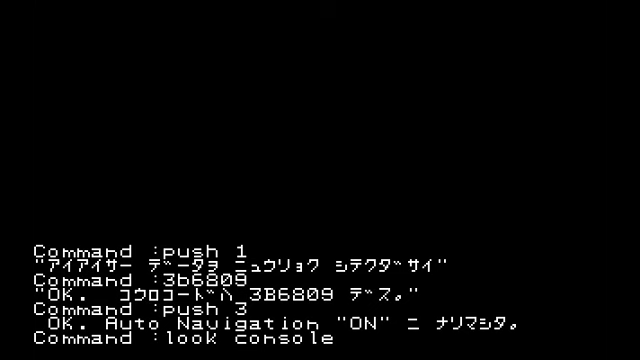 Command :push 1
"アイアイサー デ゛ータヲ ニュウリョク シテクダ゛サイ"
Command :3b6809
"OK. コウロコート゛ハ 3B6809 デ゛ス。"
Command :push 3
OK. Auto Navigation "ON" ニ ナリマシタ。
Command :look console